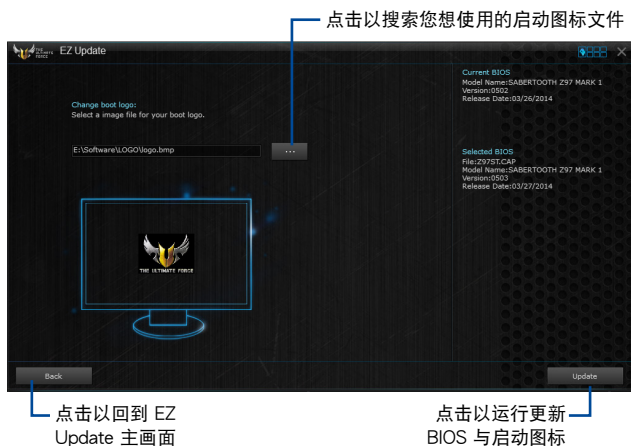 点击以搜索您想使用的启动图标文件
THE ULTIMATE FORCE
EZ Update
Current BIOS
Model Name:SABERTOOTH Z97 MARK 1
Version:0502
Release Date:03/26/2014
Change boot logo:
Select a image file for your boot logo.
E:\Software\LOGO\logo.bmp
...
Selected BIOS
File:Z97ST.CAP
Model Name:SABERTOOTH Z97 MARK 1
Version:0503
Release Date:03/27/2014
THE ULTIMATE FORCE
Back
Update
点击以回到 EZ
Update 主画面
点击以运行更新
BIOS 与启动图标